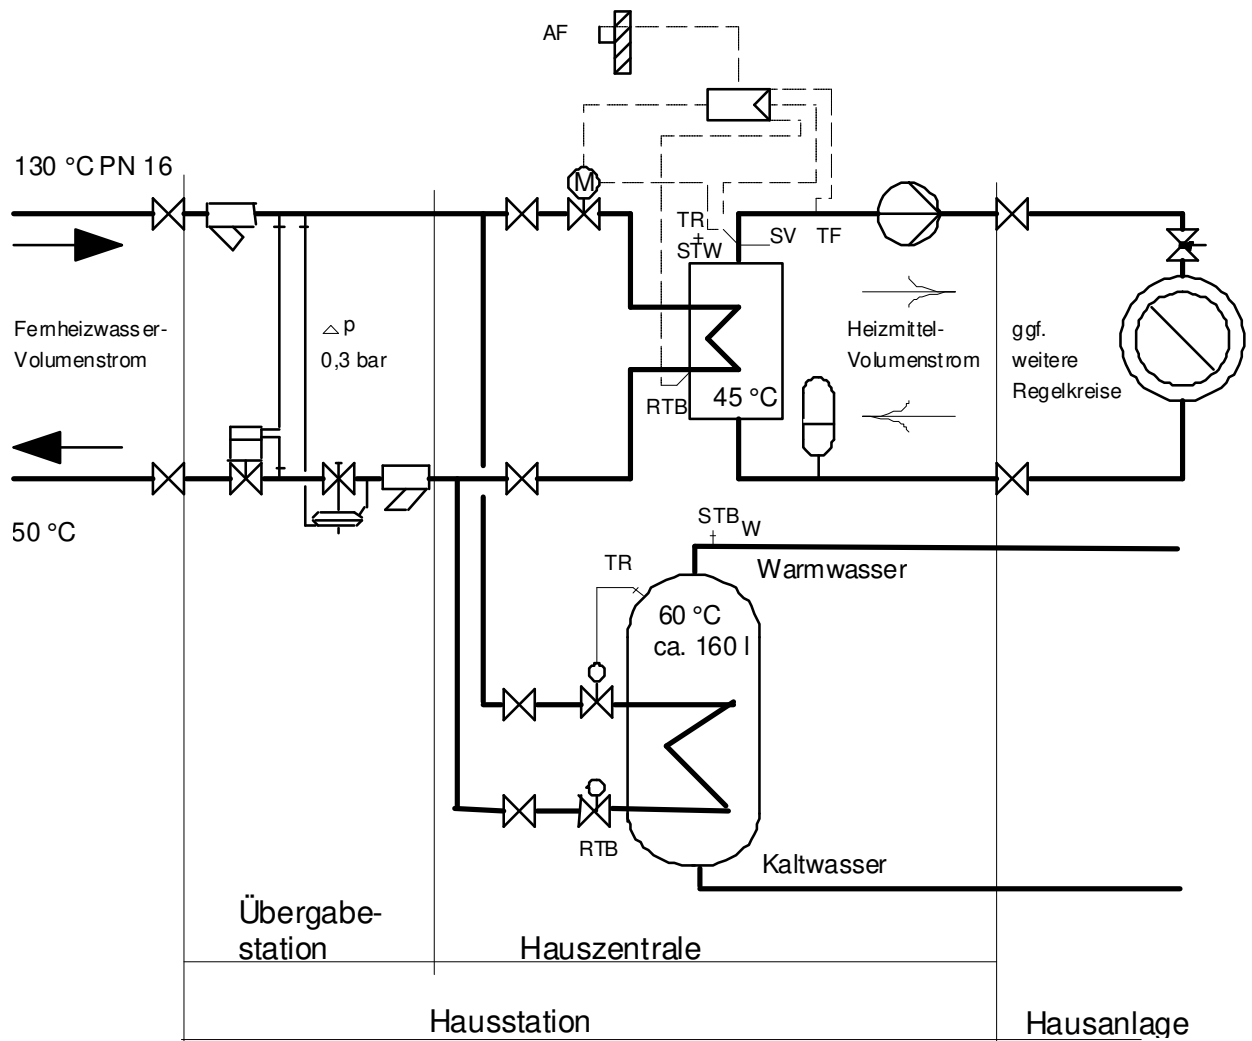 AF
130 °C PN 16
M
TR
+
STW
SV
TF
Fernheizwasser-
Volumenstrom
△ p
0,3 bar
Heizmittel-
Volumenstrom
ggf.
weitere
Regelkreise
RTB
45 °C
50 °C
STB
W
Warmwasser
TR
60 °C
ca. 160 l
RTB
Kaltwasser
Übergabe-
station
Hauszentrale
Hausstation
Hausanlage